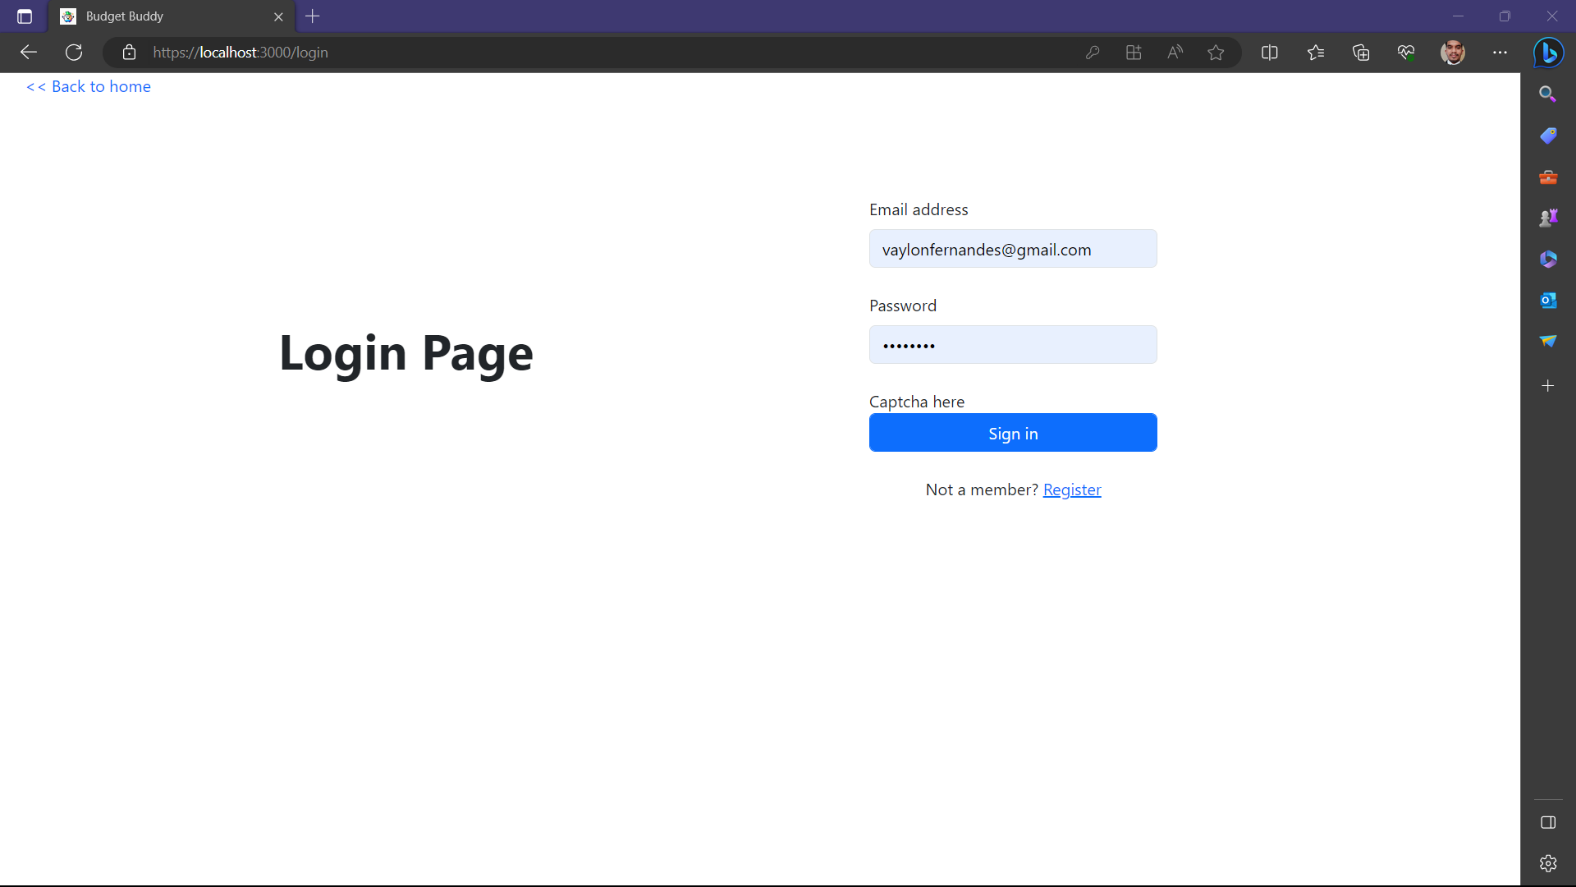 Budget Buddy
https://localhost:3000/login
<< Back to home
Login Page
Email address
vaylonfernandes@gmail.com
Password
••••••••
Captcha here
Sign in
Not a member? Register